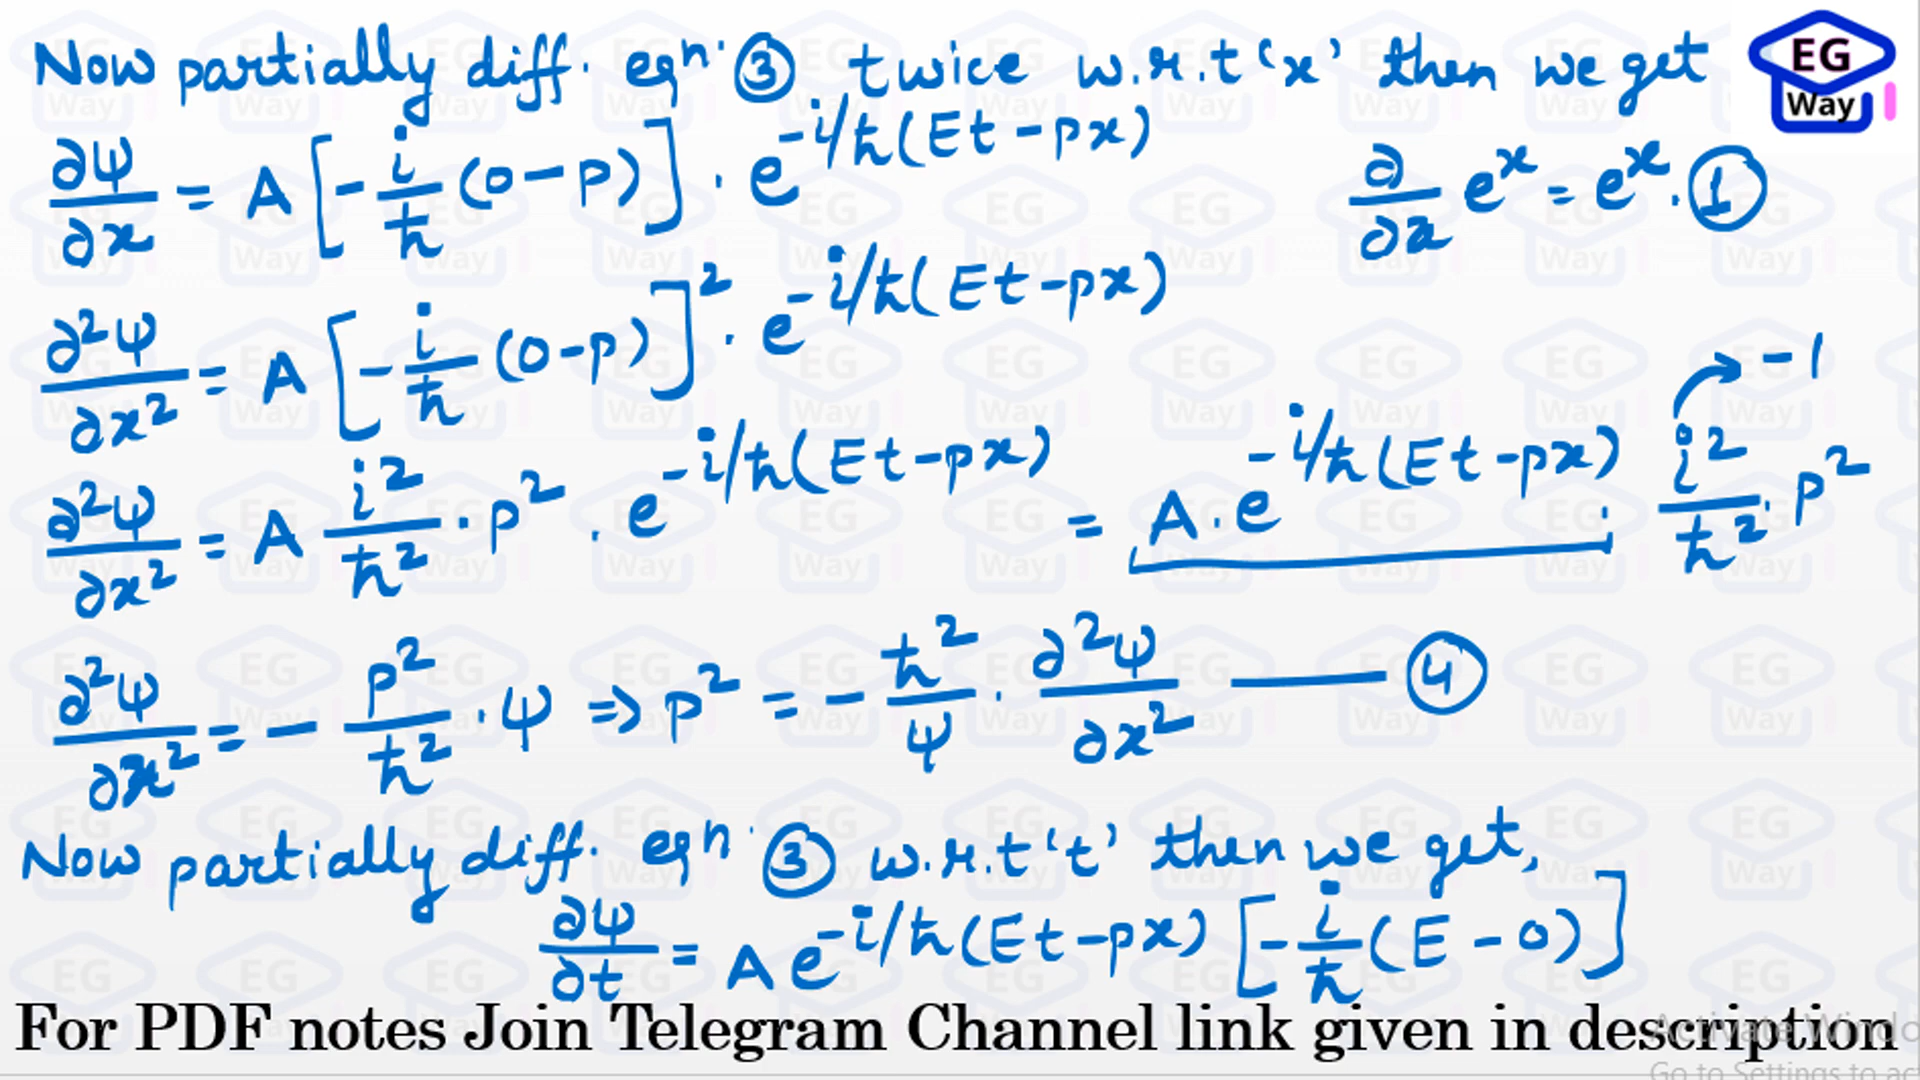 Now partially diff. eqn. ③ twice w.r.t 'x' then we get
EG
Way
∂ψ/∂x = A [-i/ħ (0-p)] . e^{-i/ħ(Et-px)}
∂/∂x e^x = e^x . ①
∂²ψ/∂x² = A [-i/ħ (0-p)]² . e^{-i/ħ(Et-px)}
∂²ψ/∂x² = A i²/ħ² . p² . e^{-i/ħ(Et-px)} = A . e^{-i/ħ(Et-px)} . i²/ħ² . p²
→ -1
∂²ψ/∂x² = - p²/ħ² . ψ ⇒ p² = - ħ²/ψ . ∂²ψ/∂x² —— ④
Now partially diff. eqn. ③ w.r.t 't' then we get,
∂ψ/∂t = A e^{-i/ħ(Et-px)} [-i/ħ (E-0)]
For PDF notes Join Telegram Channel link given in description